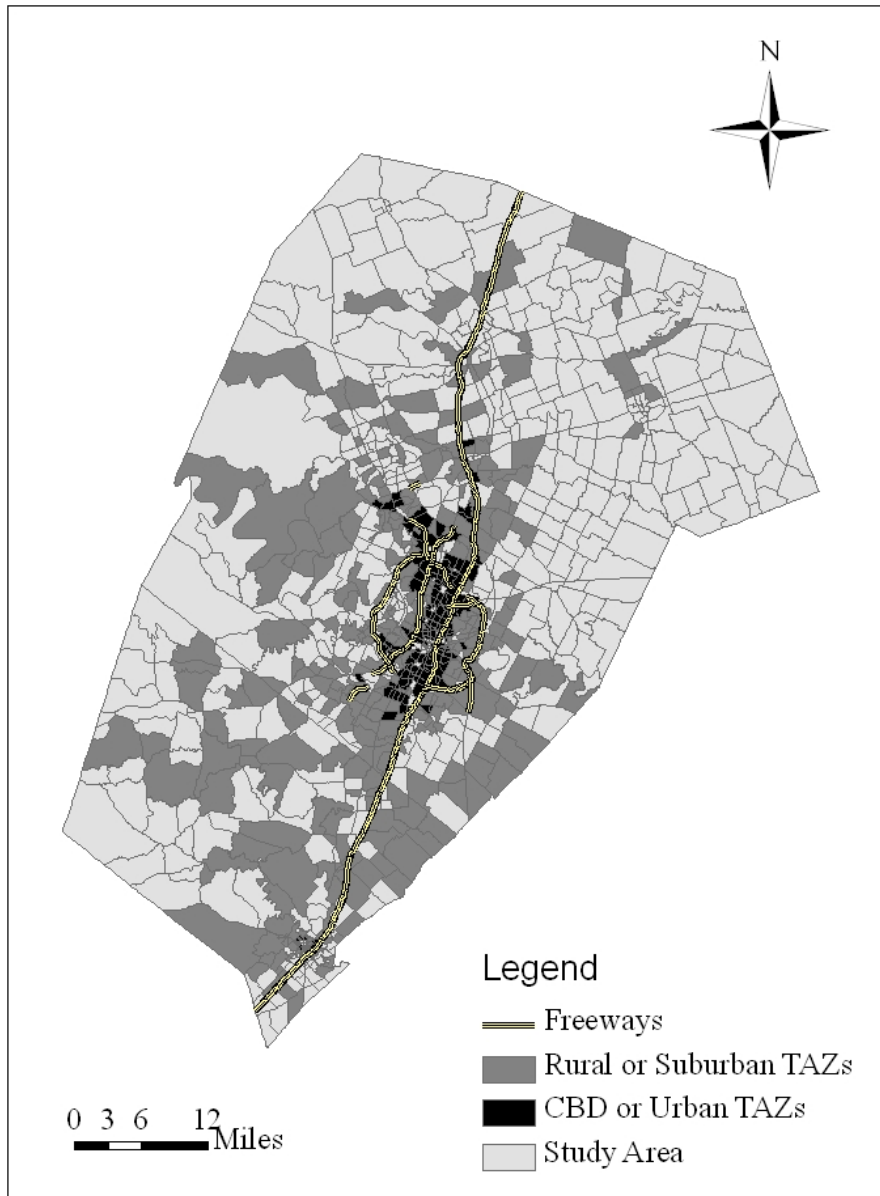 N
Legend
Freeways
Rural or Suburban TAZs
CBD or Urban TAZs
Study Area
0 3 6 12
Miles